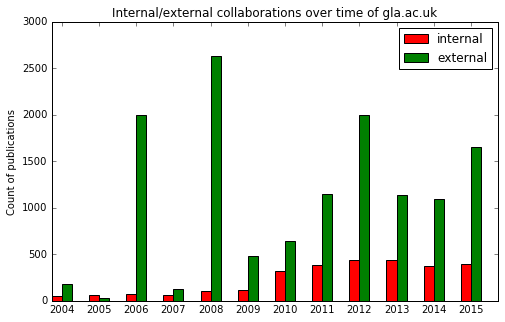 Internal/external collaborations over time of gla.ac.uk
internal
external
Count of publications
3000
2500
2000
1500
1000
500
0
2004 2005 2006 2007 2008 2009 2010 2011 2012 2013 2014 2015